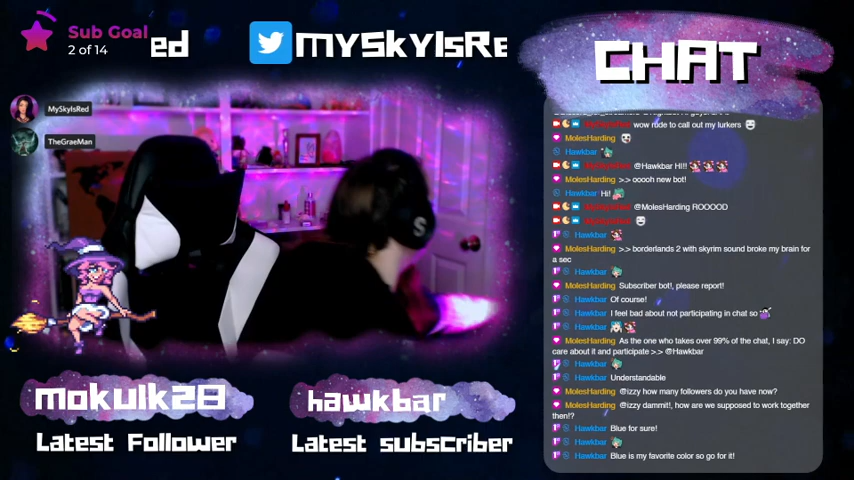 Sub Goal
2 of 14
ed
MYSkyIsRe
CHAT
MySkyIsRed
TheGraeMan
wow rude to call out my lurkers
MolesHarding
Hawkbar
@Hawkbar Hi!!
MolesHarding >> ooooh new bot!
Hawkbar Hi!
@MolesHarding ROOOOD
Hawkbar
MolesHarding >> borderlands 2 with skyrim sound broke my brain for
a sec
Hawkbar
MolesHarding Subscriber bot!, please report!
Hawkbar Of course!
Hawkbar I feel bad about not participating in chat so
Hawkbar
MolesHarding As the one who takes over 99% of the chat, I say: DO
care about it and participate >.> @Hawkbar
Hawkbar
Hawkbar Understandable
MolesHarding @izzy how many followers do you have now?
MolesHarding @izzy dammit!, how are we supposed to work together
then!?
Hawkbar Blue for sure!
Hawkbar
Hawkbar Blue is my favorite color so go for it!
mokulk28
Latest Follower
hawkbar
Latest subscriber